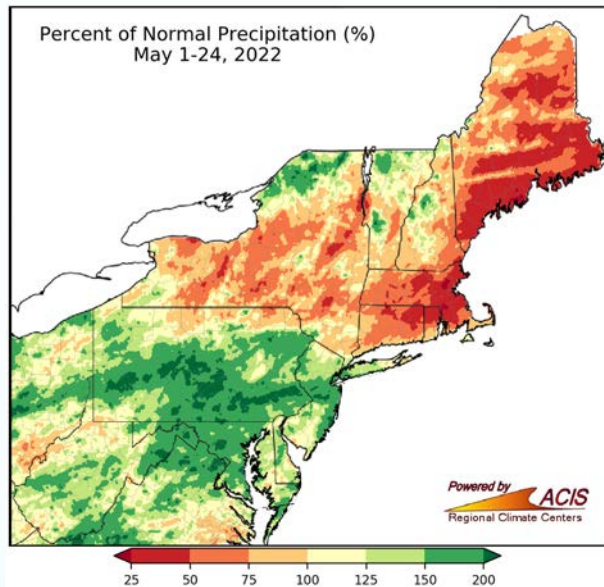 Percent of Normal Precipitation (%)
May 1-24, 2022
Powered by
ACIS
Regional Climate Centers
25 50 75 100 125 150 200